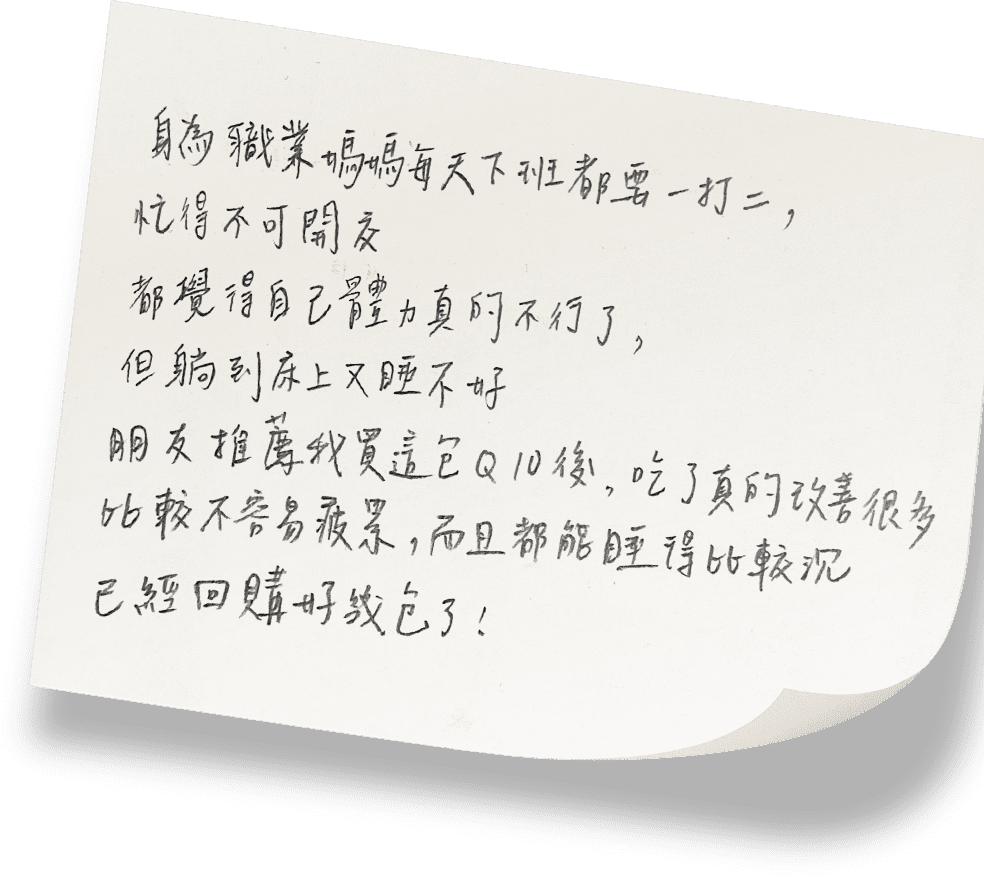 身為職業媽媽每天下班都要一打二，
忙得不可開交
都覺得自己體力真的不行了，
但躺到床上又睡不好
朋友推薦我買這包Q10後，吃了真的改善很多
比較不容易疲累，而且都能睡得比較沉
已經回購好幾包了！